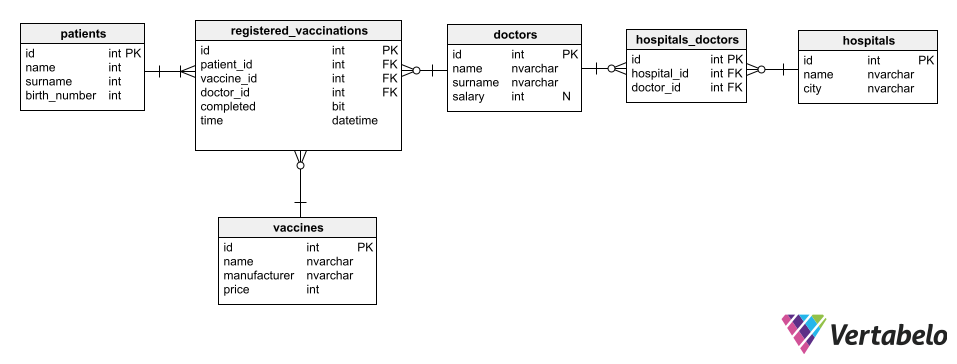 patients
id int PK
name int
surname int
birth_number int
registered_vaccinations
id int PK
patient_id int FK
vaccine_id int FK
doctor_id int FK
completed bit
time datetime
doctors
id int PK
name nvarchar
surname nvarchar
salary int N
hospitals_doctors
id int PK
hospital_id int FK
doctor_id int FK
hospitals
id int PK
name nvarchar
city nvarchar
vaccines
id int PK
name nvarchar
manufacturer nvarchar
price int
Vertabelo